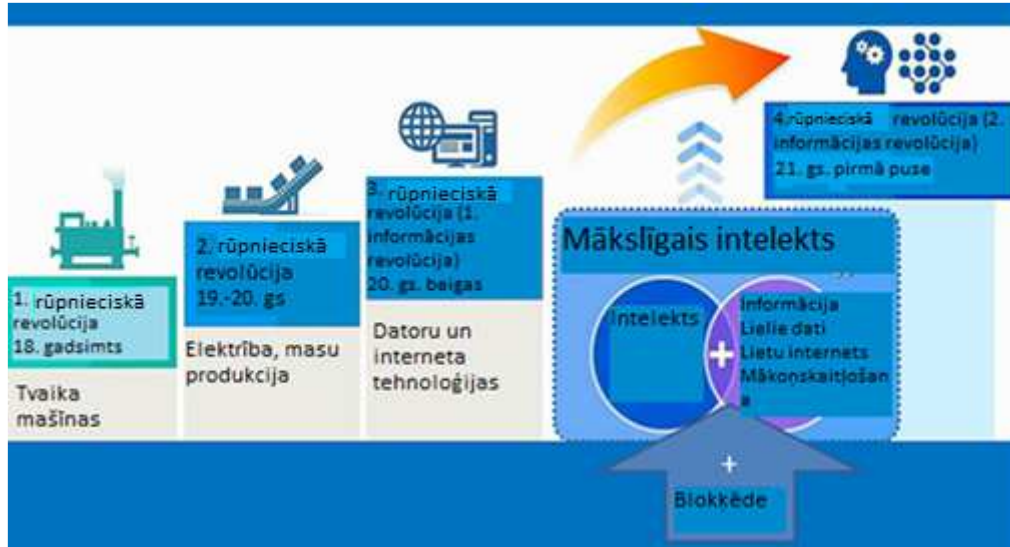 1. rūpnieciskā
revolūcija
18. gadsimts
Tvaika
mašīnas
2. rūpnieciskā
revolūcija
19.-20. gs
Elektrība, masu
produkcija
3. rūpnieciskā
revolūcija (1.
informācijas
revolūcija)
20. gs. beigas
Datoru un
interneta
tehnoloģijas
4.rūpnieciskā revolūcija (2.
informācijas revolūcija)
21. gs. pirmā puse
Mākslīgais intelekts
Intelekts
+
Informācija
Lielie dati
Lietu internets
Mākoņskaitļošan
a
+
Blokķēde